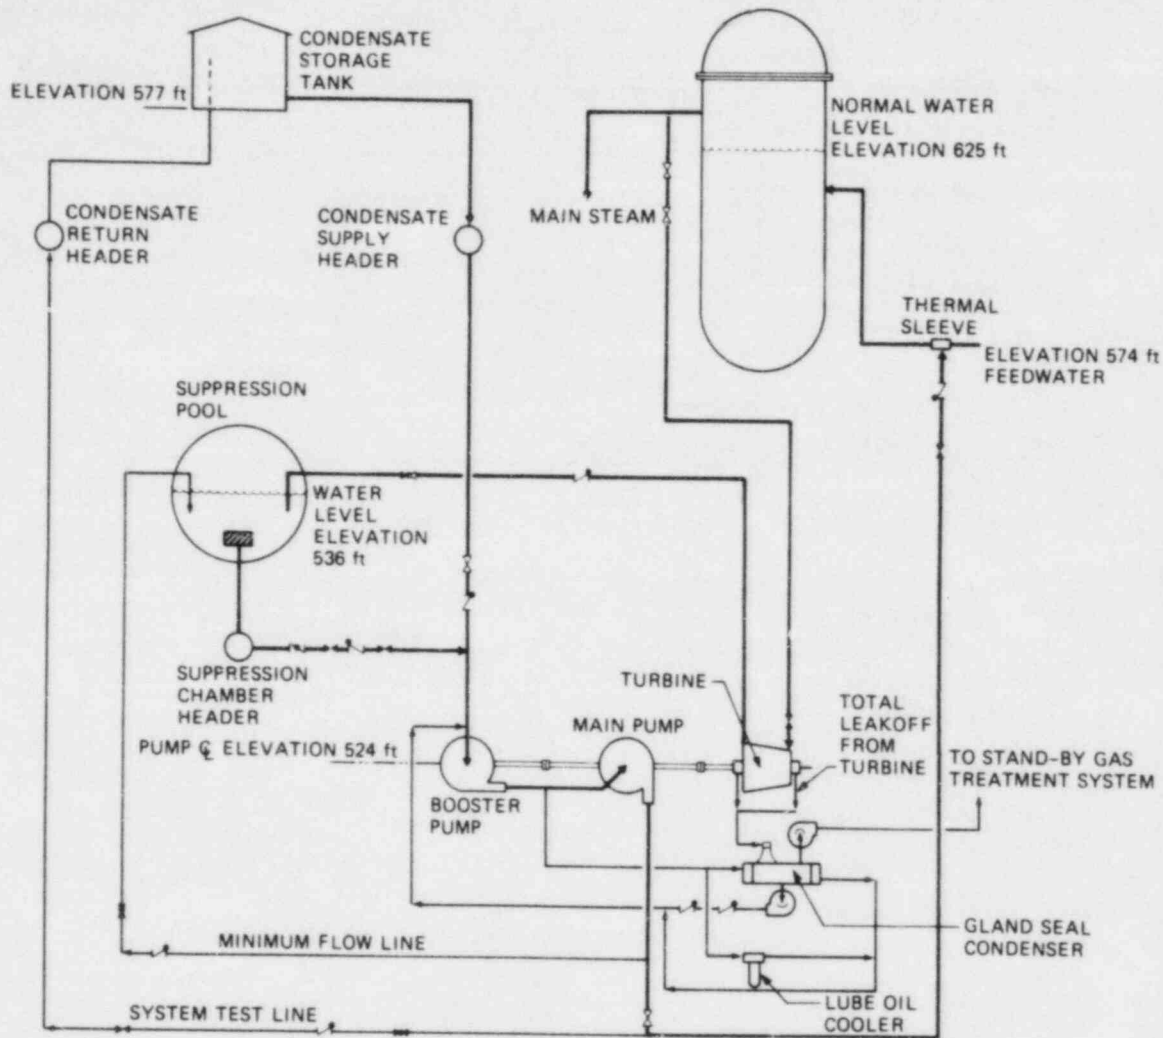 CONDENSATE
STORAGE
TANK
ELEVATION 577 ft
NORMAL WATER
LEVEL
ELEVATION 625 ft
MAIN STEAM
CONDENSATE
RETURN
HEADER
CONDENSATE
SUPPLY
HEADER
THERMAL
SLEEVE
ELEVATION 574 ft
FEEDWATER
SUPPRESSION
POOL
WATER
LEVEL
ELEVATION
536 ft
SUPPRESSION
CHAMBER
HEADER
TURBINE
TOTAL
LEAKOFF
FROM
TURBINE
MAIN PUMP
PUMP ℄ ELEVATION 524 ft
BOOSTER
PUMP
TO STAND-BY GAS
TREATMENT SYSTEM
GLAND SEAL
CONDENSER
MINIMUM FLOW LINE
LUBE OIL
COOLER
SYSTEM TEST LINE